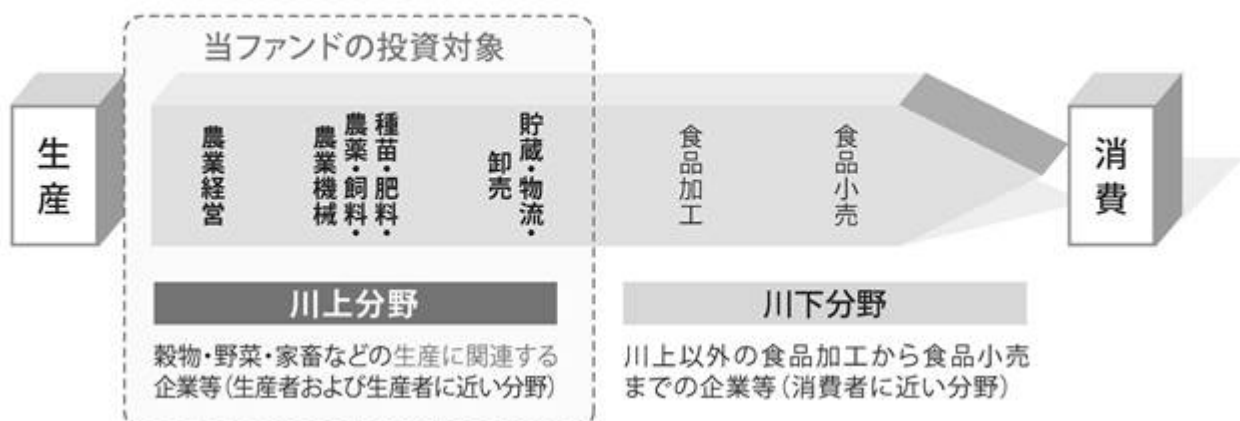 当ファンドの投資対象
生産
農業経営
種苗・肥料・
農薬・飼料・
農業機械
貯蔵・物流・
卸売
食品加工
食品小売
消費
川上分野
穀物・野菜・家畜などの生産に関連する
企業等(生産者および生産者に近い分野)
川下分野
川上以外の食品加工から食品小売
までの企業等(消費者に近い分野)